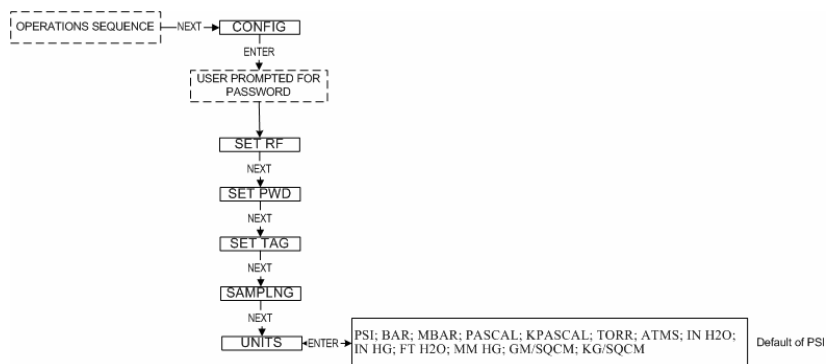 OPERATIONS SEQUENCE NEXT CONFIG
ENTER
USER PROMPTED FOR
PASSWORD
SET RF
NEXT
SET PWD
NEXT
SET TAG
NEXT
SAMPLNG
NEXT
UNITS ENTER
PSI; BAR; MBAR; PASCAL; KPASCAL; TORR; ATMS; IN H2O;
IN HG; FT H2O; MM HG; GM/SQCM; KG/SQCM
Default of PSI